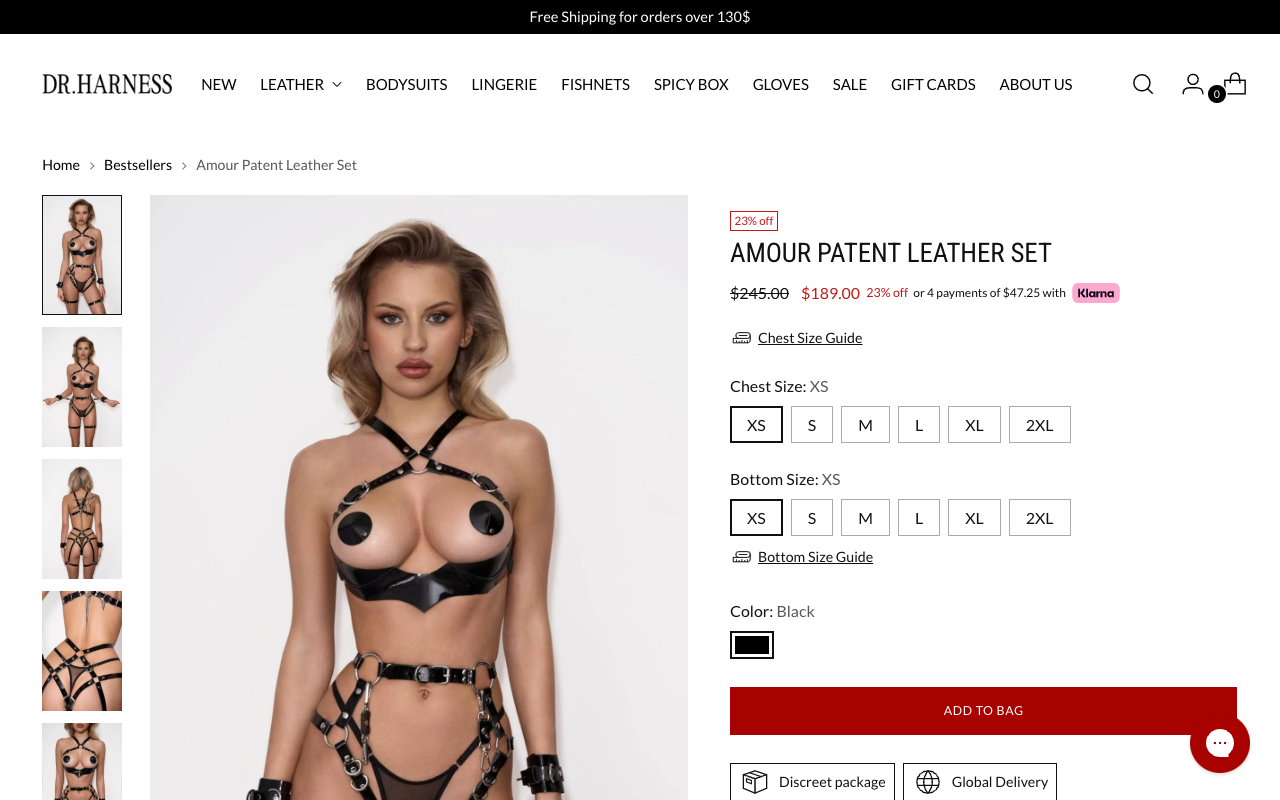 Free Shipping for orders over 130$
DR.HARNESS
NEW LEATHER BODYSUITS LINGERIE FISHNETS SPICY BOX GLOVES SALE GIFT CARDS ABOUT US
0
Home Bestsellers Amour Patent Leather Set
23% off
AMOUR PATENT LEATHER SET
$245.00 $189.00 23% off or 4 payments of $47.25 with Klarna
Chest Size Guide
Chest Size: XS
XS S M L XL 2XL
Bottom Size: XS
XS S M L XL 2XL
Bottom Size Guide
Color: Black
ADD TO BAG
Discreet package Global Delivery